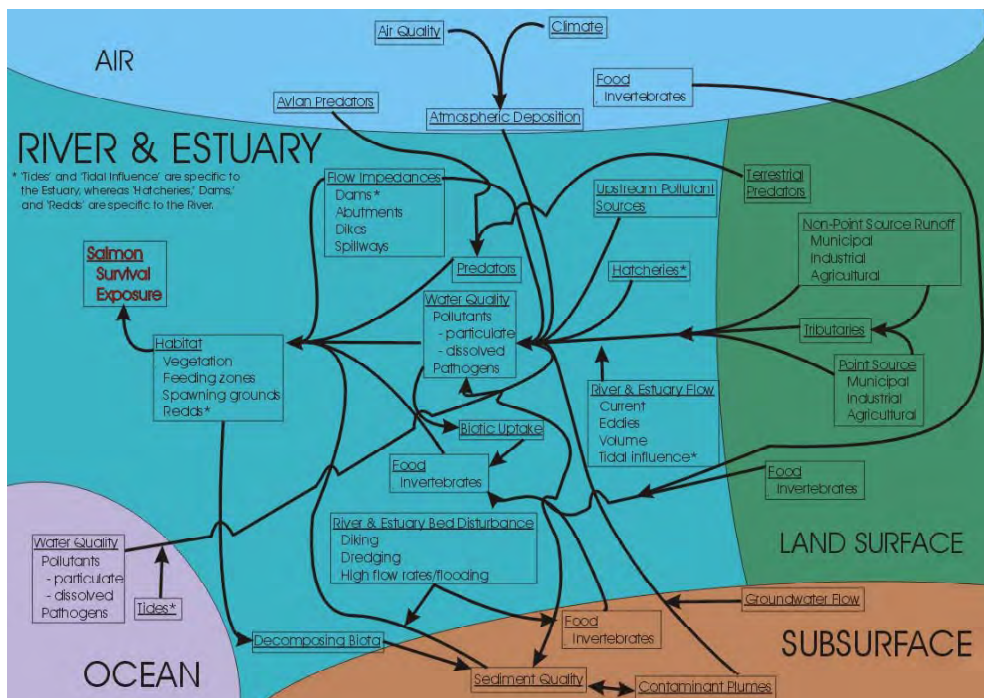 AIR
Air Quality
Climate
Food
Invertebrates
Avian Predators
Atmospheric Deposition
RIVER & ESTUARY
* 'Tides' and 'Tidal Influence' are specific to
the Estuary, whereas 'Hatcheries,' 'Dams,'
and 'Redds' are specific to the River.
Flow Impedances
Dams*
Abutments
Dikes
Spillways
Upstream Pollutant
Sources
Terrestrial
Predators
Non-Point Source Runoff
Municipal
Industrial
Agricultural
Salmon
Survival
Exposure
Predators
Hatcheries*
Water Quality
Pollutants
- particulate
- dissolved
Pathogens
Tributaries
Habitat
Vegetation
Feeding zones
Spawning grounds
Redds*
Point Source
Municipal
Industrial
Agricultural
River & Estuary Flow
Current
Eddies
Volume
Tidal influence*
Biotic Uptake
Food
Invertebrates
Food
Invertebrates
River & Estuary Bed Disturbance
Diking
Dredging
High flow rates/flooding
LAND SURFACE
Water Quality
Pollutants
- particulate
- dissolved
Pathogens
Tides*
Groundwater Flow
Decomposing Biota
Food
Invertebrates
SUBSURFACE
OCEAN
Sediment Quality
Contaminant Plumes